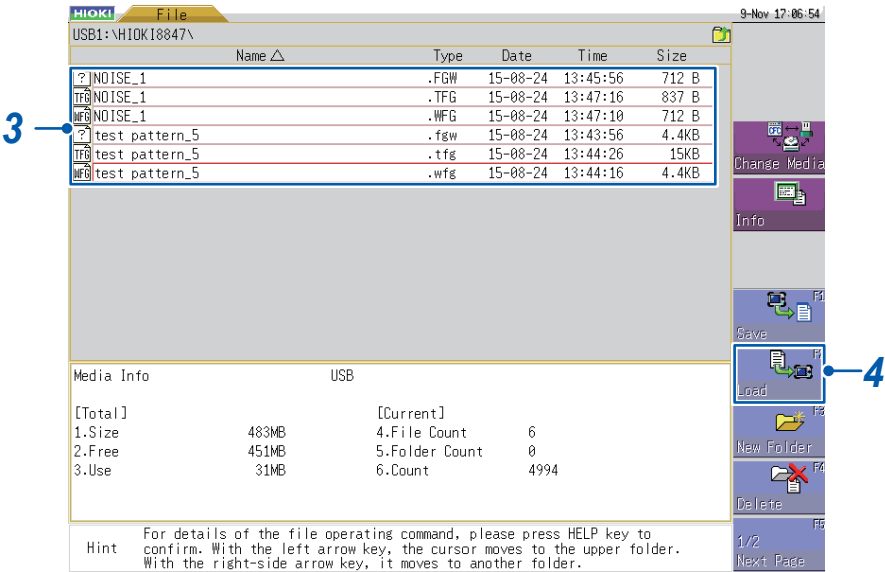 HIOKI File 9-Nov 17:06:54
USB1:\HIOKI8847\
Name Type Date Time Size
? NOISE_1 .FGW 15-08-24 13:45:56 712 B
TFG NOISE_1 .TFG 15-08-24 13:47:16 837 B
WFG NOISE_1 .WFG 15-08-24 13:47:10 712 B
? test pattern_5 .fgw 15-08-24 13:43:56 4.4KB
TFG test pattern_5 .tfg 15-08-24 13:44:26 15KB
WFG test pattern_5 .wfg 15-08-24 13:44:16 4.4KB
3
CFC
Change Media
Info
F1
Save
Load
4
F3
New Folder
F4
Delete
F5
1/2
Next Page
Media Info USB
[Total] [Current]
1.Size 483MB 4.File Count 6
2.Free 451MB 5.Folder Count 0
3.Use 31MB 6.Count 4994
Hint
For details of the file operating command, please press HELP key to
confirm. With the left arrow key, the cursor moves to the upper folder.
With the right-side arrow key, it moves to another folder.